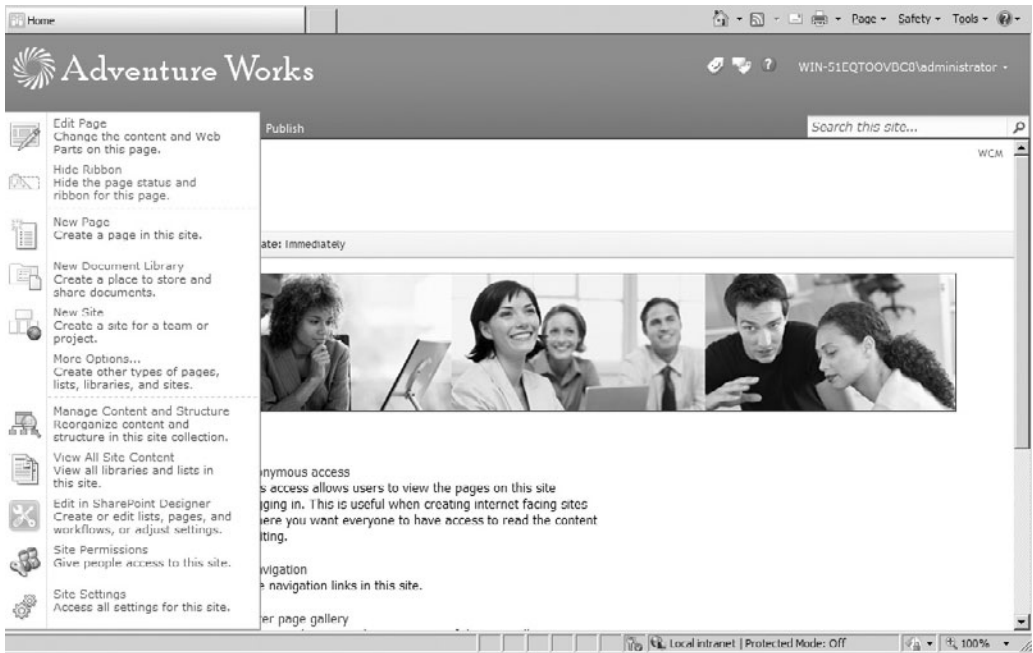 Home
Page
Safety
Tools
Adventure Works
WIN-51EQTOOVBC8\administrator
Publish
Search this site...
WCM
Edit Page
Change the content and Web
Parts on this page.
Hide Ribbon
Hide the page status and
ribbon for this page.
New Page
Create a page in this site.
ate: Immediately
New Document Library
Create a place to store and
share documents.
New Site
Create a site for a team or
project.
More Options...
Create other types of pages,
lists, libraries, and sites.
Manage Content and Structure
Reorganize content and
structure in this site collection.
View All Site Content
View all libraries and lists in
this site.
Edit in SharePoint Designer
Create or edit lists, pages, and
workflows, or adjust settings.
Site Permissions
Give people access to this site.
Site Settings
Access all settings for this site.
nymous access
s access allows users to view the pages on this site
ging in. This is useful when creating internet facing sites
ere you want everyone to have access to read the content
iting.
vigation
e navigation links in this site.
er page gallery
Local intranet | Protected Mode: Off
100%